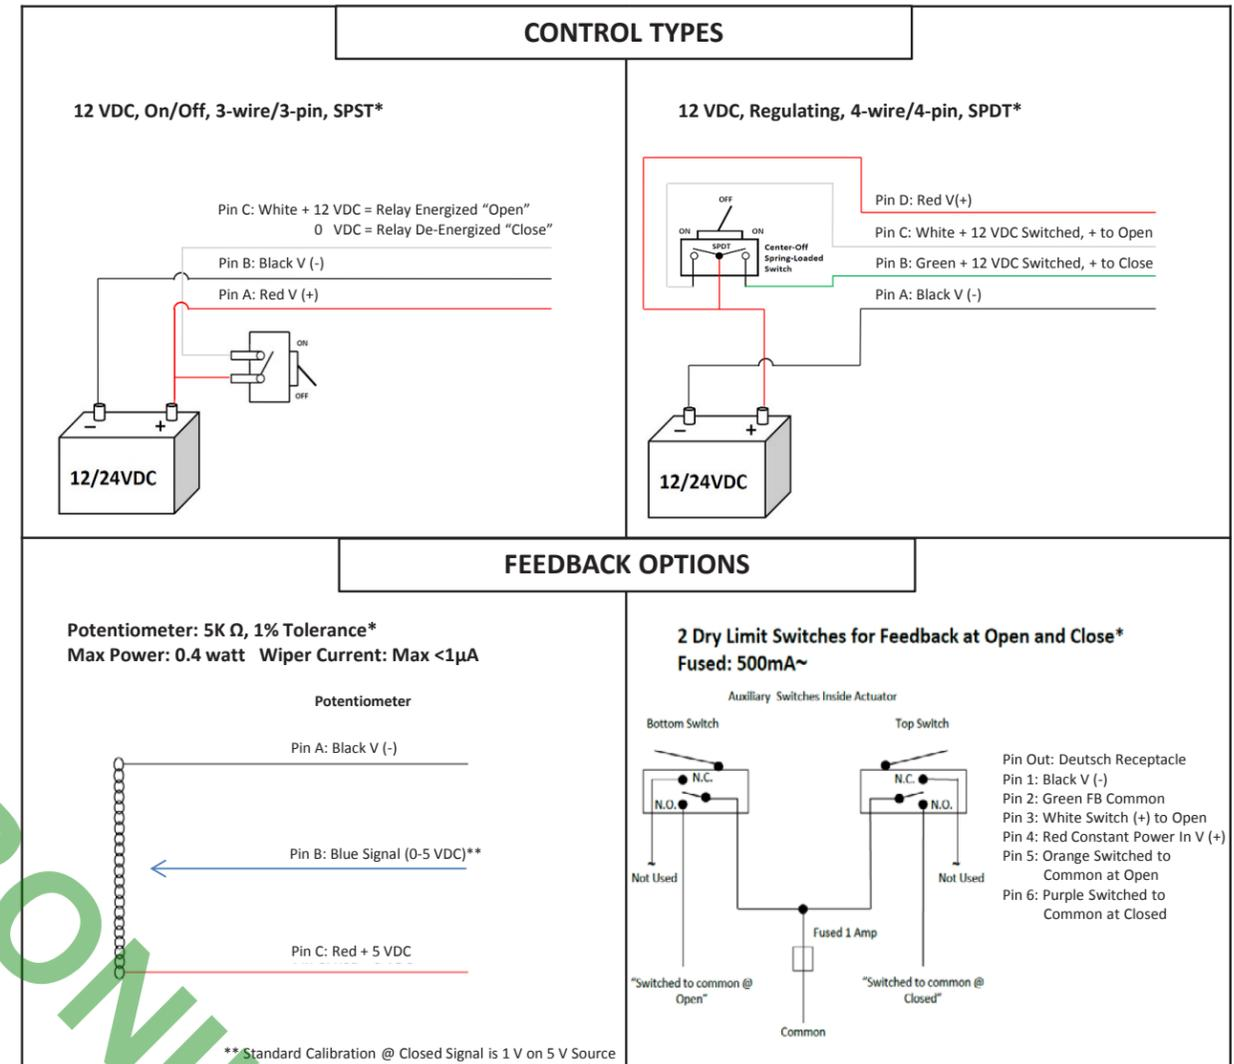 CONTROL TYPES
12 VDC, On/Off, 3-wire/3-pin, SPST*
Pin C: White + 12 VDC = Relay Energized “Open”
0 VDC = Relay De-Energized “Close”
Pin B: Black V (-)
Pin A: Red V (+)
ON
OFF
–
+
12/24VDC
12 VDC, Regulating, 4-wire/4-pin, SPDT*
OFF
ON
ON
SPDT
Center-Off
Spring-Loaded
Switch
Pin D: Red V(+)
Pin C: White + 12 VDC Switched, + to Open
Pin B: Green + 12 VDC Switched, + to Close
Pin A: Black V (-)
–
+
12/24VDC
FEEDBACK OPTIONS
Potentiometer: 5K Ω, 1% Tolerance*
Max Power: 0.4 watt Wiper Current: Max <1µA
Potentiometer
Pin A: Black V (-)
Pin B: Blue Signal (0-5 VDC)**
Pin C: Red + 5 VDC
** Standard Calibration @ Closed Signal is 1 V on 5 V Source
2 Dry Limit Switches for Feedback at Open and Close*
Fused: 500mA~
Auxiliary Switches Inside Actuator
Bottom Switch
Top Switch
N.C.
N.O.
N.C.
N.O.
~
Not Used
~
Not Used
Fused 1 Amp
“Switched to common @
Open”
“Switched to common @
Closed”
Common
Pin Out: Deutsch Receptacle
Pin 1: Black V (-)
Pin 2: Green FB Common
Pin 3: White Switch (+) to Open
Pin 4: Red Constant Power In V (+)
Pin 5: Orange Switched to
Common at Open
Pin 6: Purple Switched to
Common at Closed